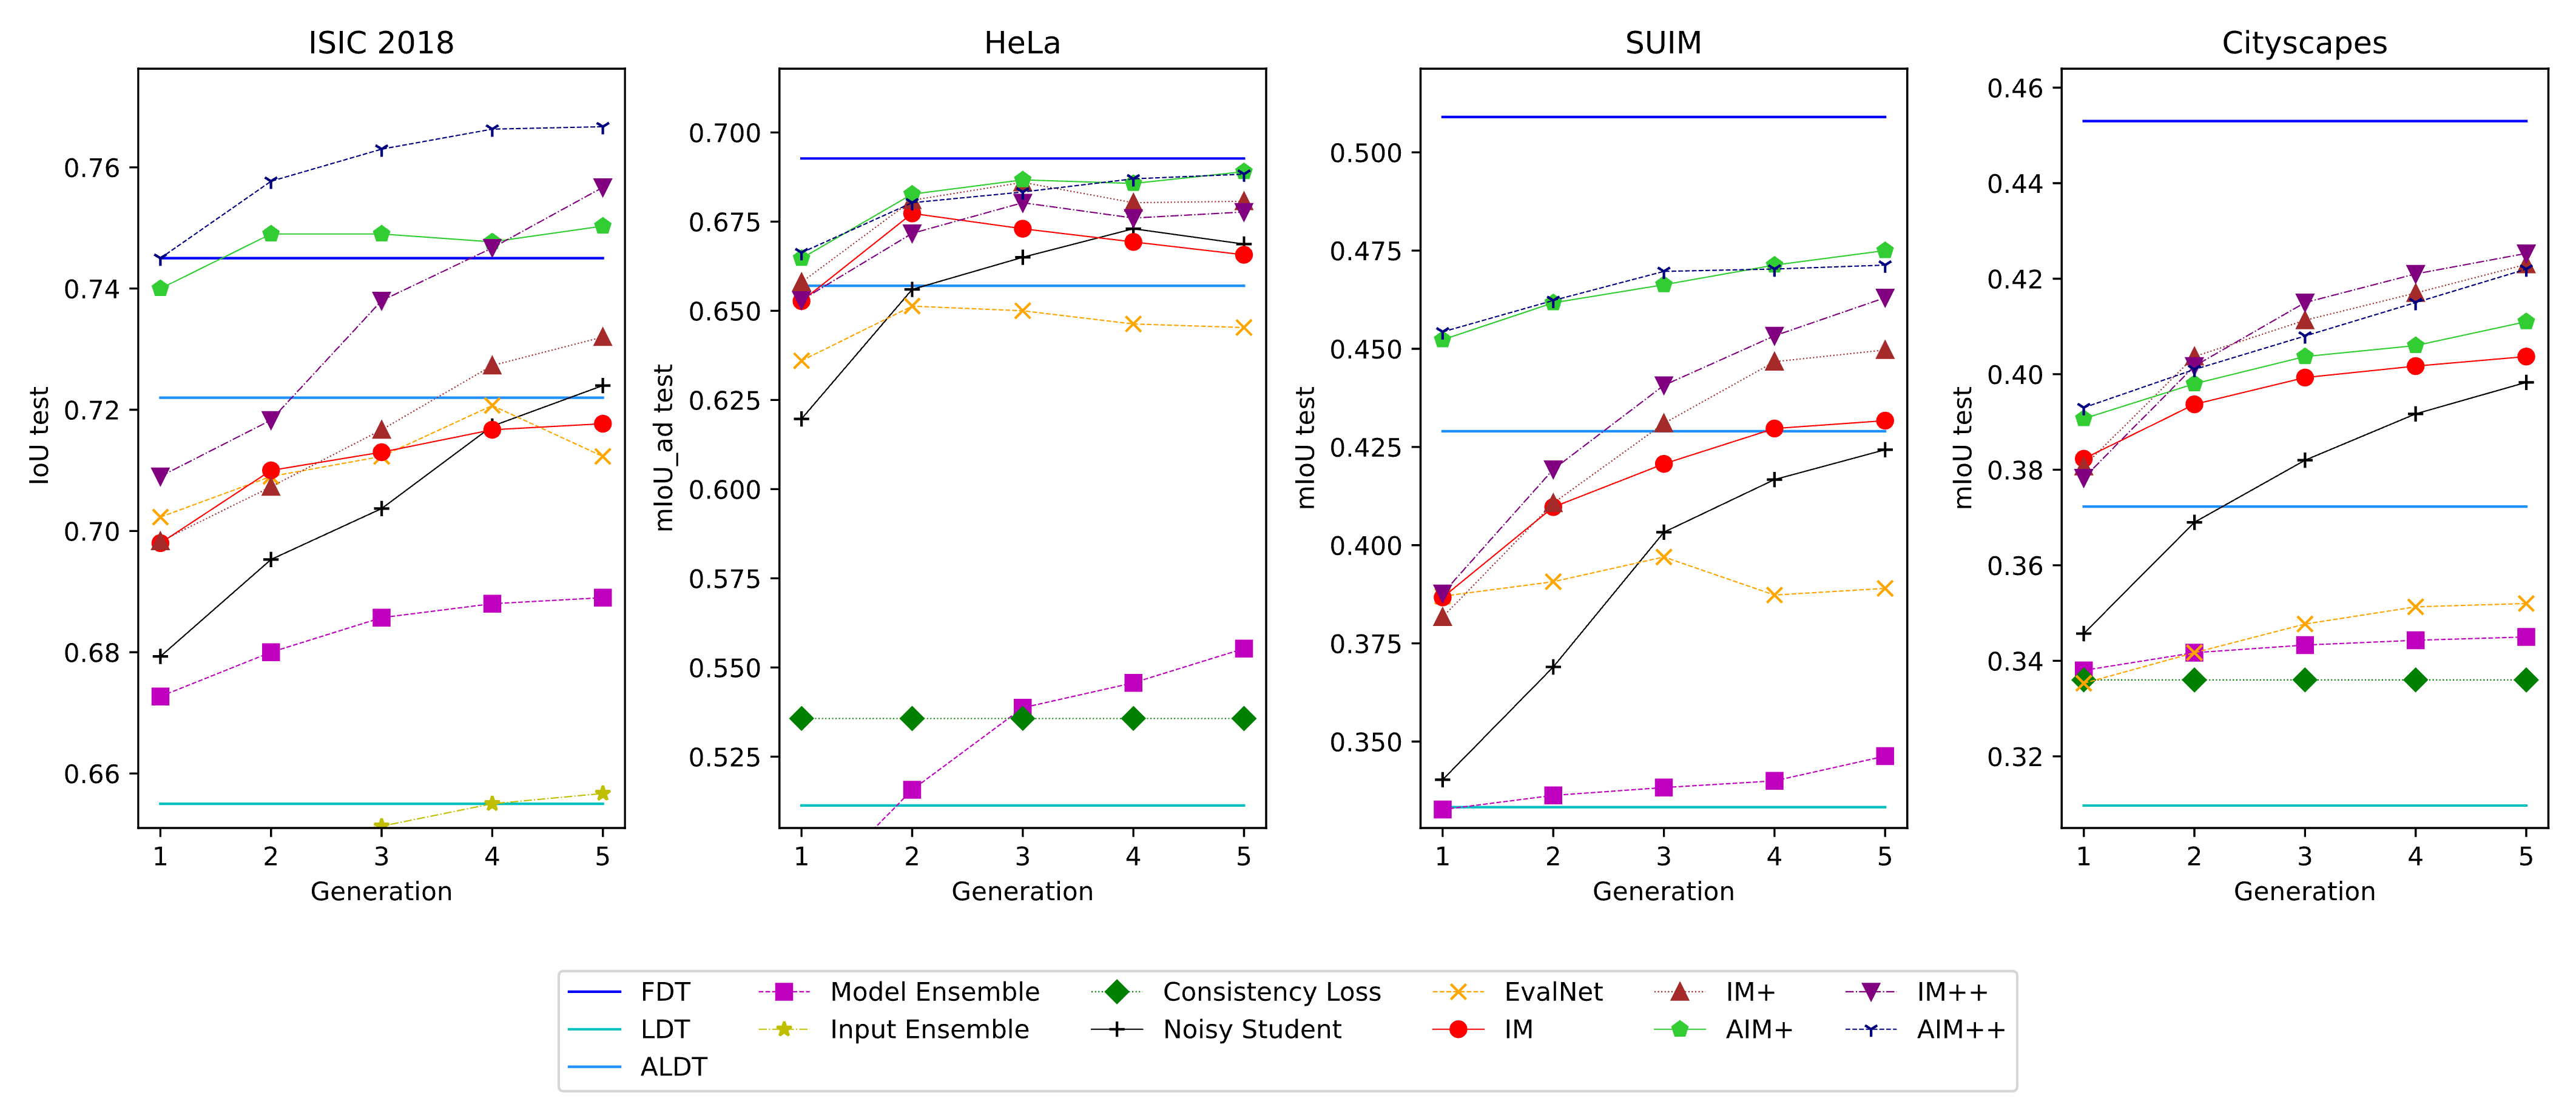 ISIC 2018
HeLa
SUIM
Cityscapes
IoU test
0.76
0.74
0.72
0.70
0.68
0.66
1 2 3 4 5
Generation
mIoU_ad test
0.700
0.675
0.650
0.625
0.600
0.575
0.550
0.525
1 2 3 4 5
Generation
mIoU test
0.500
0.475
0.450
0.425
0.400
0.375
0.350
1 2 3 4 5
Generation
mIoU test
0.46
0.44
0.42
0.40
0.38
0.36
0.34
0.32
1 2 3 4 5
Generation
FDT Model Ensemble Consistency Loss EvalNet IM+ IM++
LDT Input Ensemble Noisy Student IM AIM+ AIM++
ALDT